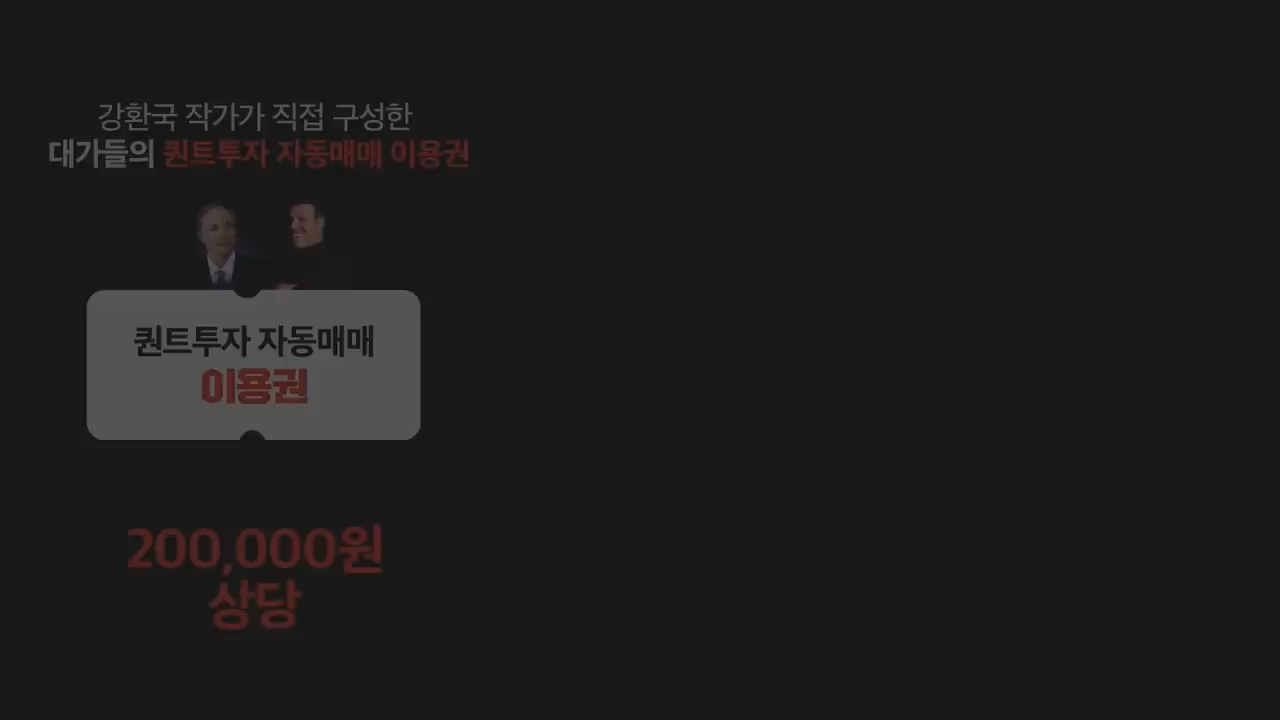 강환국 작가가 직접 구성한
대가들의 퀀트투자 자동매매 이용권
퀀트투자 자동매매
이용권
200,000원
상당